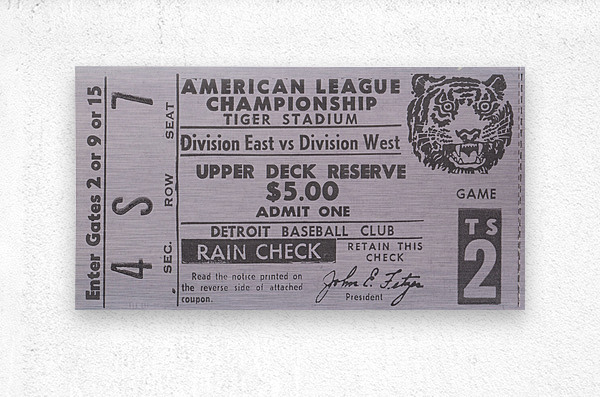 Enter Gates 2 or 9 or 15
4 S 7
SEC. ROW SEAT
AMERICAN LEAGUE
CHAMPIONSHIP
TIGER STADIUM
Division East vs Division West
UPPER DECK RESERVE
$5.00
ADMIT ONE
DETROIT BASEBALL CLUB
RAIN CHECK
RETAIN THIS
CHECK
Read the notice printed on
the reverse side of attached
coupon.
John E. Fetzer
President
GAME
TS
2